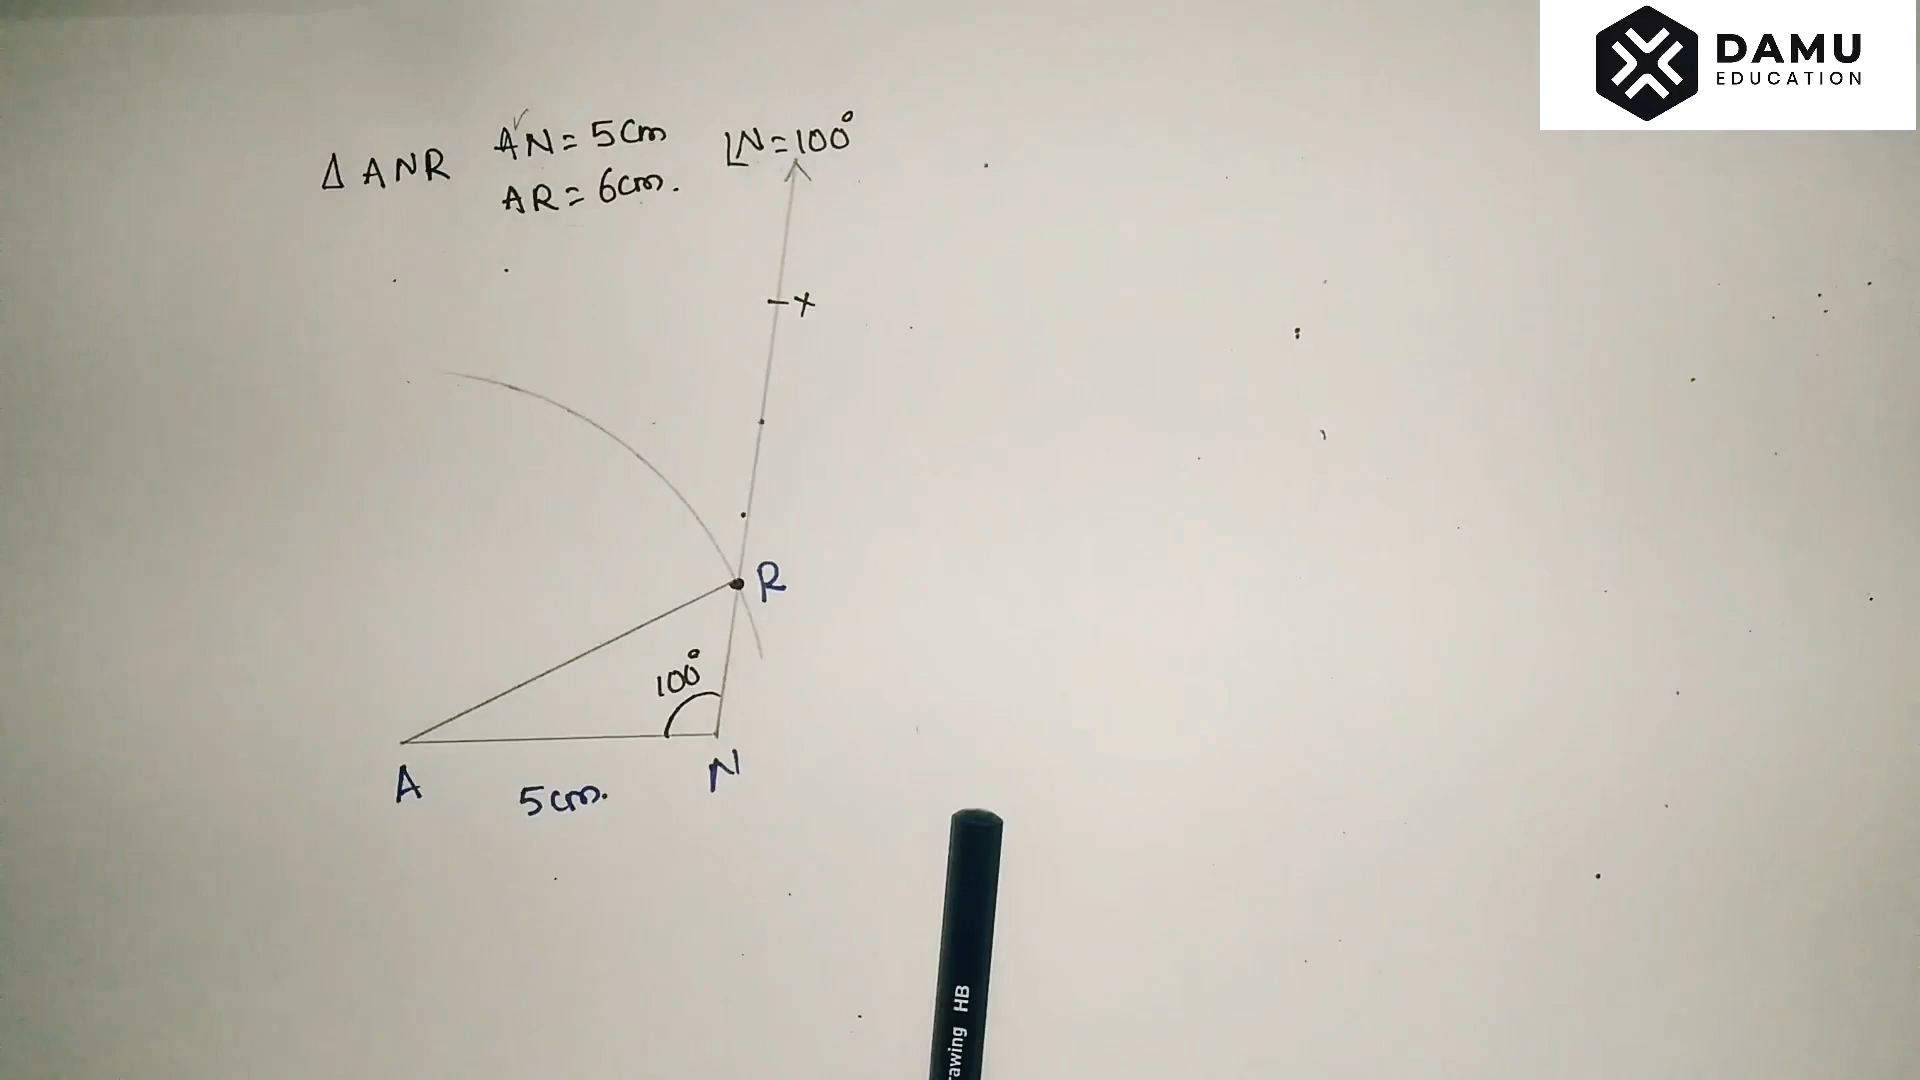 DAMU
EDUCATION
Δ ANR AN = 5cm ∠N = 100°
AR = 6cm.
x
R
100°
A N
5cm.
rawing HB